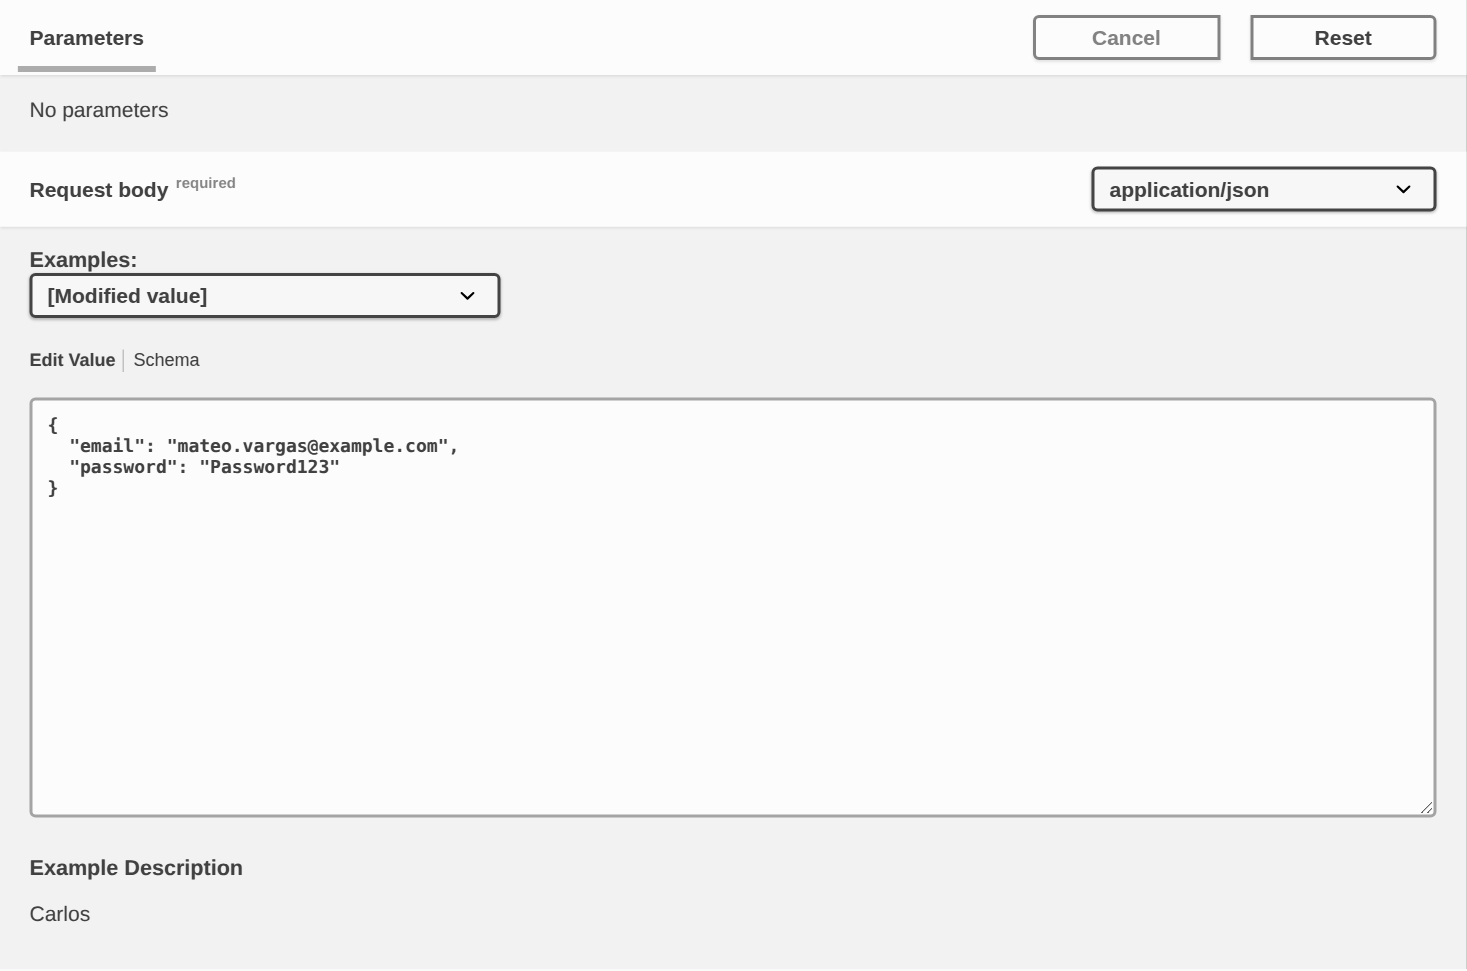 Parameters
Cancel
Reset
No parameters
Request body required
application/json
Examples:
[Modified value]
Edit Value
Schema
{
  "email": "mateo.vargas@example.com",
  "password": "Password123"
}
Example Description
Carlos